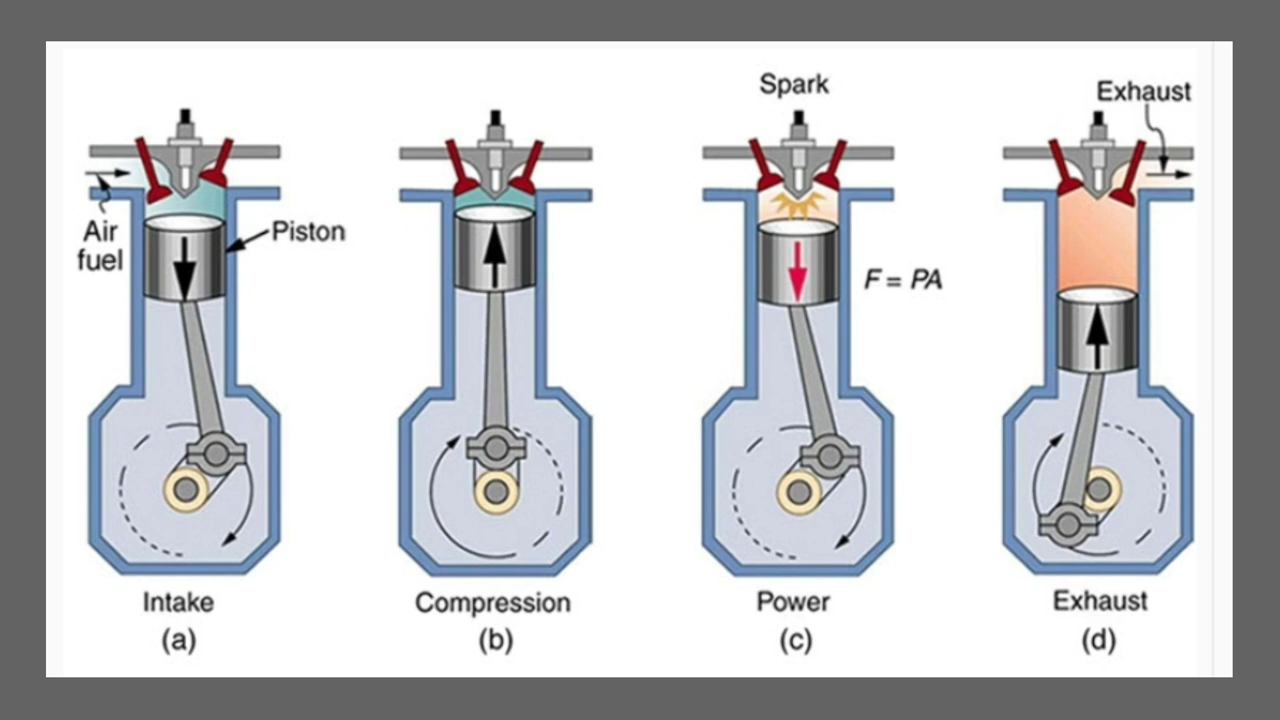 Spark
Exhaust
Air
fuel
Piston
F = PA
Intake
(a)
Compression
(b)
Power
(c)
Exhaust
(d)